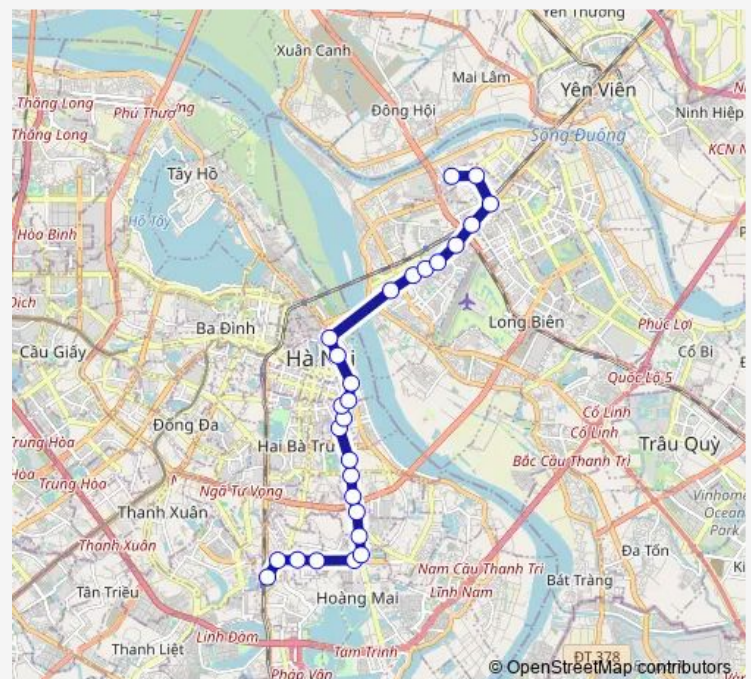 Yên Thường
Xuân Canh
Mai Lâm
Yên Viên
Thăng Long
Phú Thượng
Đông Hội
Ninh Hiệp
Thăng Long
Sông Đuống
KCN N
Tây Hồ
Hồ Tây
Hòa Bình
Dịch
Ba Đình
Long Biên
Phúc Lợi
Cầu Giấy
Hà Nội
Cổ Bi
Quốc Lộ 5
Trung Hòa
Đống Đa
Cổ Linh
Cổ Linh
Trâu Quỳ
Hòa
Hai Bà Trư
Bắc Cầu Thanh Trì
Trung Hòa
Ngã Tư Vọng
Vinhome
Ocean
Park
Thanh Xuân
Thanh Xuân
Đa Tốn
Nam Cầu Thanh Trì
Ki
Tân Triều
Hoàng Mai
Lĩnh Nam
Bát Tràng
Thanh Liệt
Linh Đàm
Tam Trinh
ĐT.378
Pháp Vân
© OpenStreetMap contributors